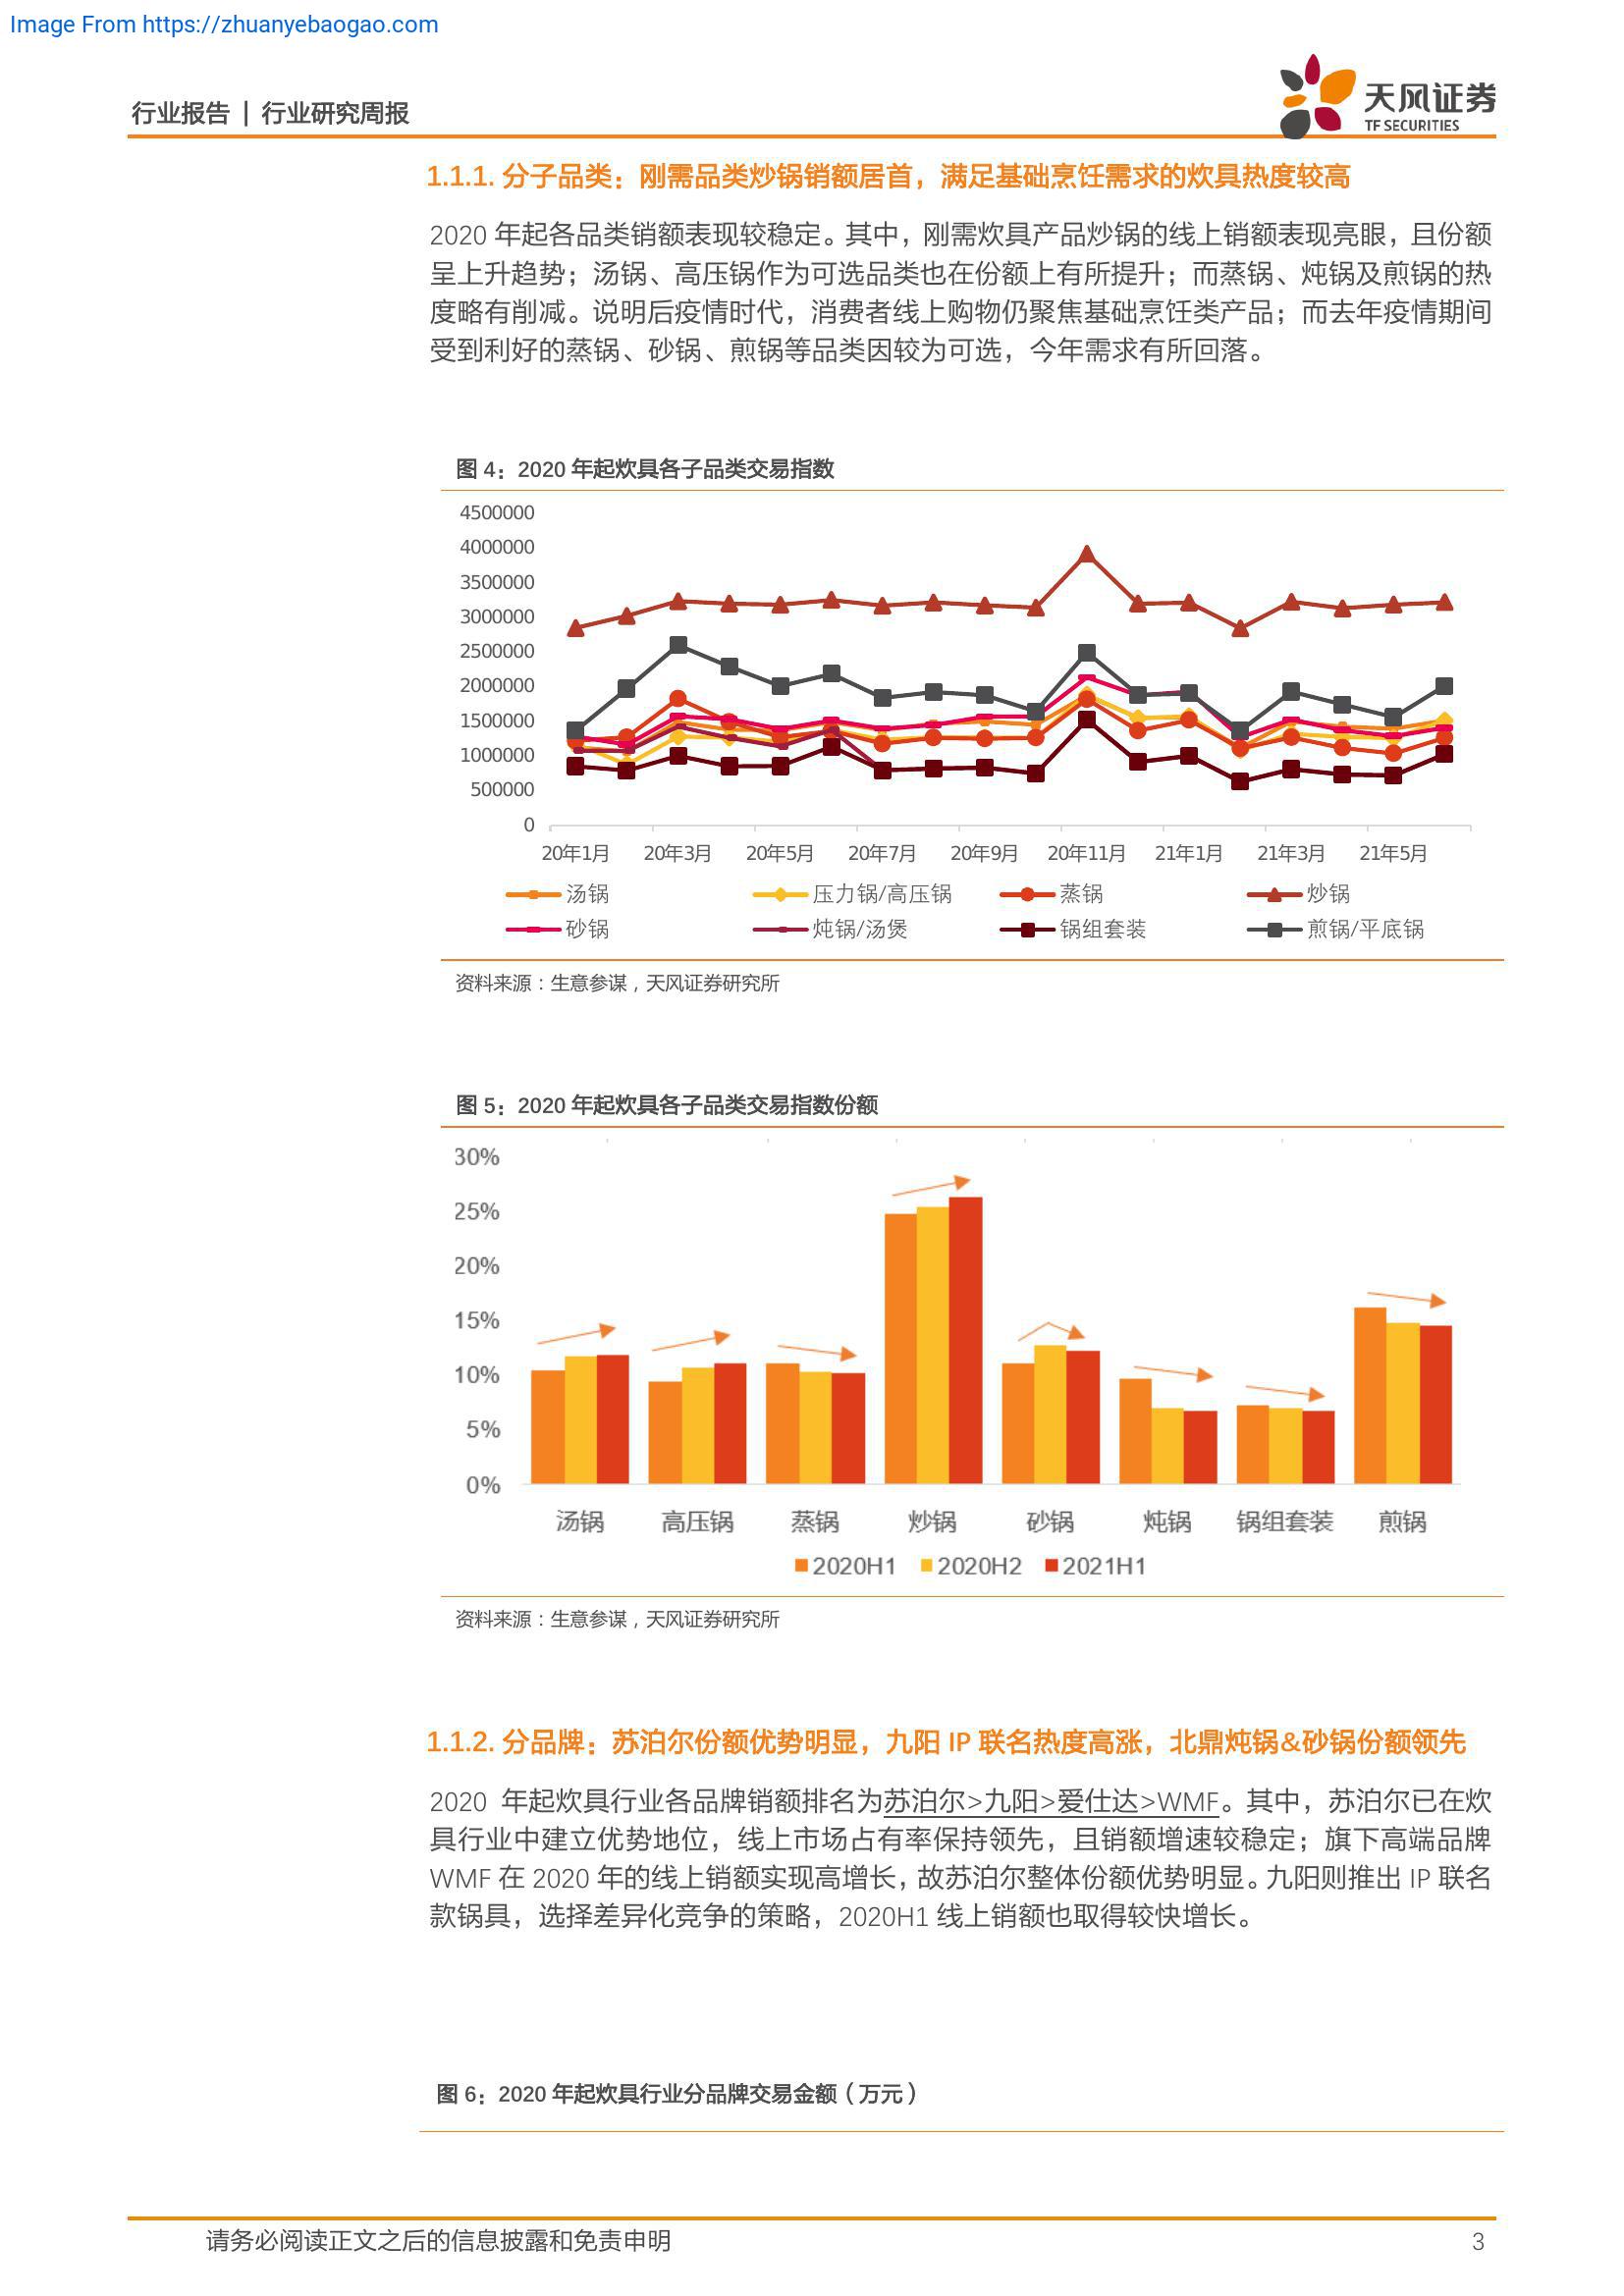 Image From https://zhuanyebaogao.com
行业报告 | 行业研究周报
天风证券
TF SECURITIES
1.1.1. 分子品类：刚需品类炒锅销额居首，满足基础烹饪需求的炊具热度较高
2020 年起各品类销额表现较稳定。其中，刚需炊具产品炒锅的线上销额表现亮眼，且份额
呈上升趋势；汤锅、高压锅作为可选品类也在份额上有所提升；而蒸锅、炖锅及煎锅的热
度略有削减。说明后疫情时代，消费者线上购物仍聚焦基础烹饪类产品；而去年疫情期间
受到利好的蒸锅、砂锅、煎锅等品类因较为可选，今年需求有所回落。
图 4：2020 年起炊具各子品类交易指数
4500000
4000000
3500000
3000000
2500000
2000000
1500000
1000000
500000
0
20年1月 20年3月 20年5月 20年7月 20年9月 20年11月 21年1月 21年3月 21年5月
汤锅 压力锅/高压锅 蒸锅 炒锅
砂锅 炖锅/汤煲 锅组套装 煎锅/平底锅
资料来源：生意参谋，天风证券研究所
图 5：2020 年起炊具各子品类交易指数份额
30%
25%
20%
15%
10%
5%
0%
汤锅 高压锅 蒸锅 炒锅 砂锅 炖锅 锅组套装 煎锅
2020H1 2020H2 2021H1
资料来源：生意参谋，天风证券研究所
1.1.2. 分品牌：苏泊尔份额优势明显，九阳 IP 联名热度高涨，北鼎炖锅&砂锅份额领先
2020 年起炊具行业各品牌销额排名为苏泊尔>九阳>爱仕达>WMF。其中，苏泊尔已在炊
具行业中建立优势地位，线上市场占有率保持领先，且销额增速较稳定；旗下高端品牌
WMF 在 2020 年的线上销额实现高增长，故苏泊尔整体份额优势明显。九阳则推出 IP 联名
款锅具，选择差异化竞争的策略，2020H1 线上销额也取得较快增长。
图 6：2020 年起炊具行业分品牌交易金额（万元）
请务必阅读正文之后的信息披露和免责申明
3